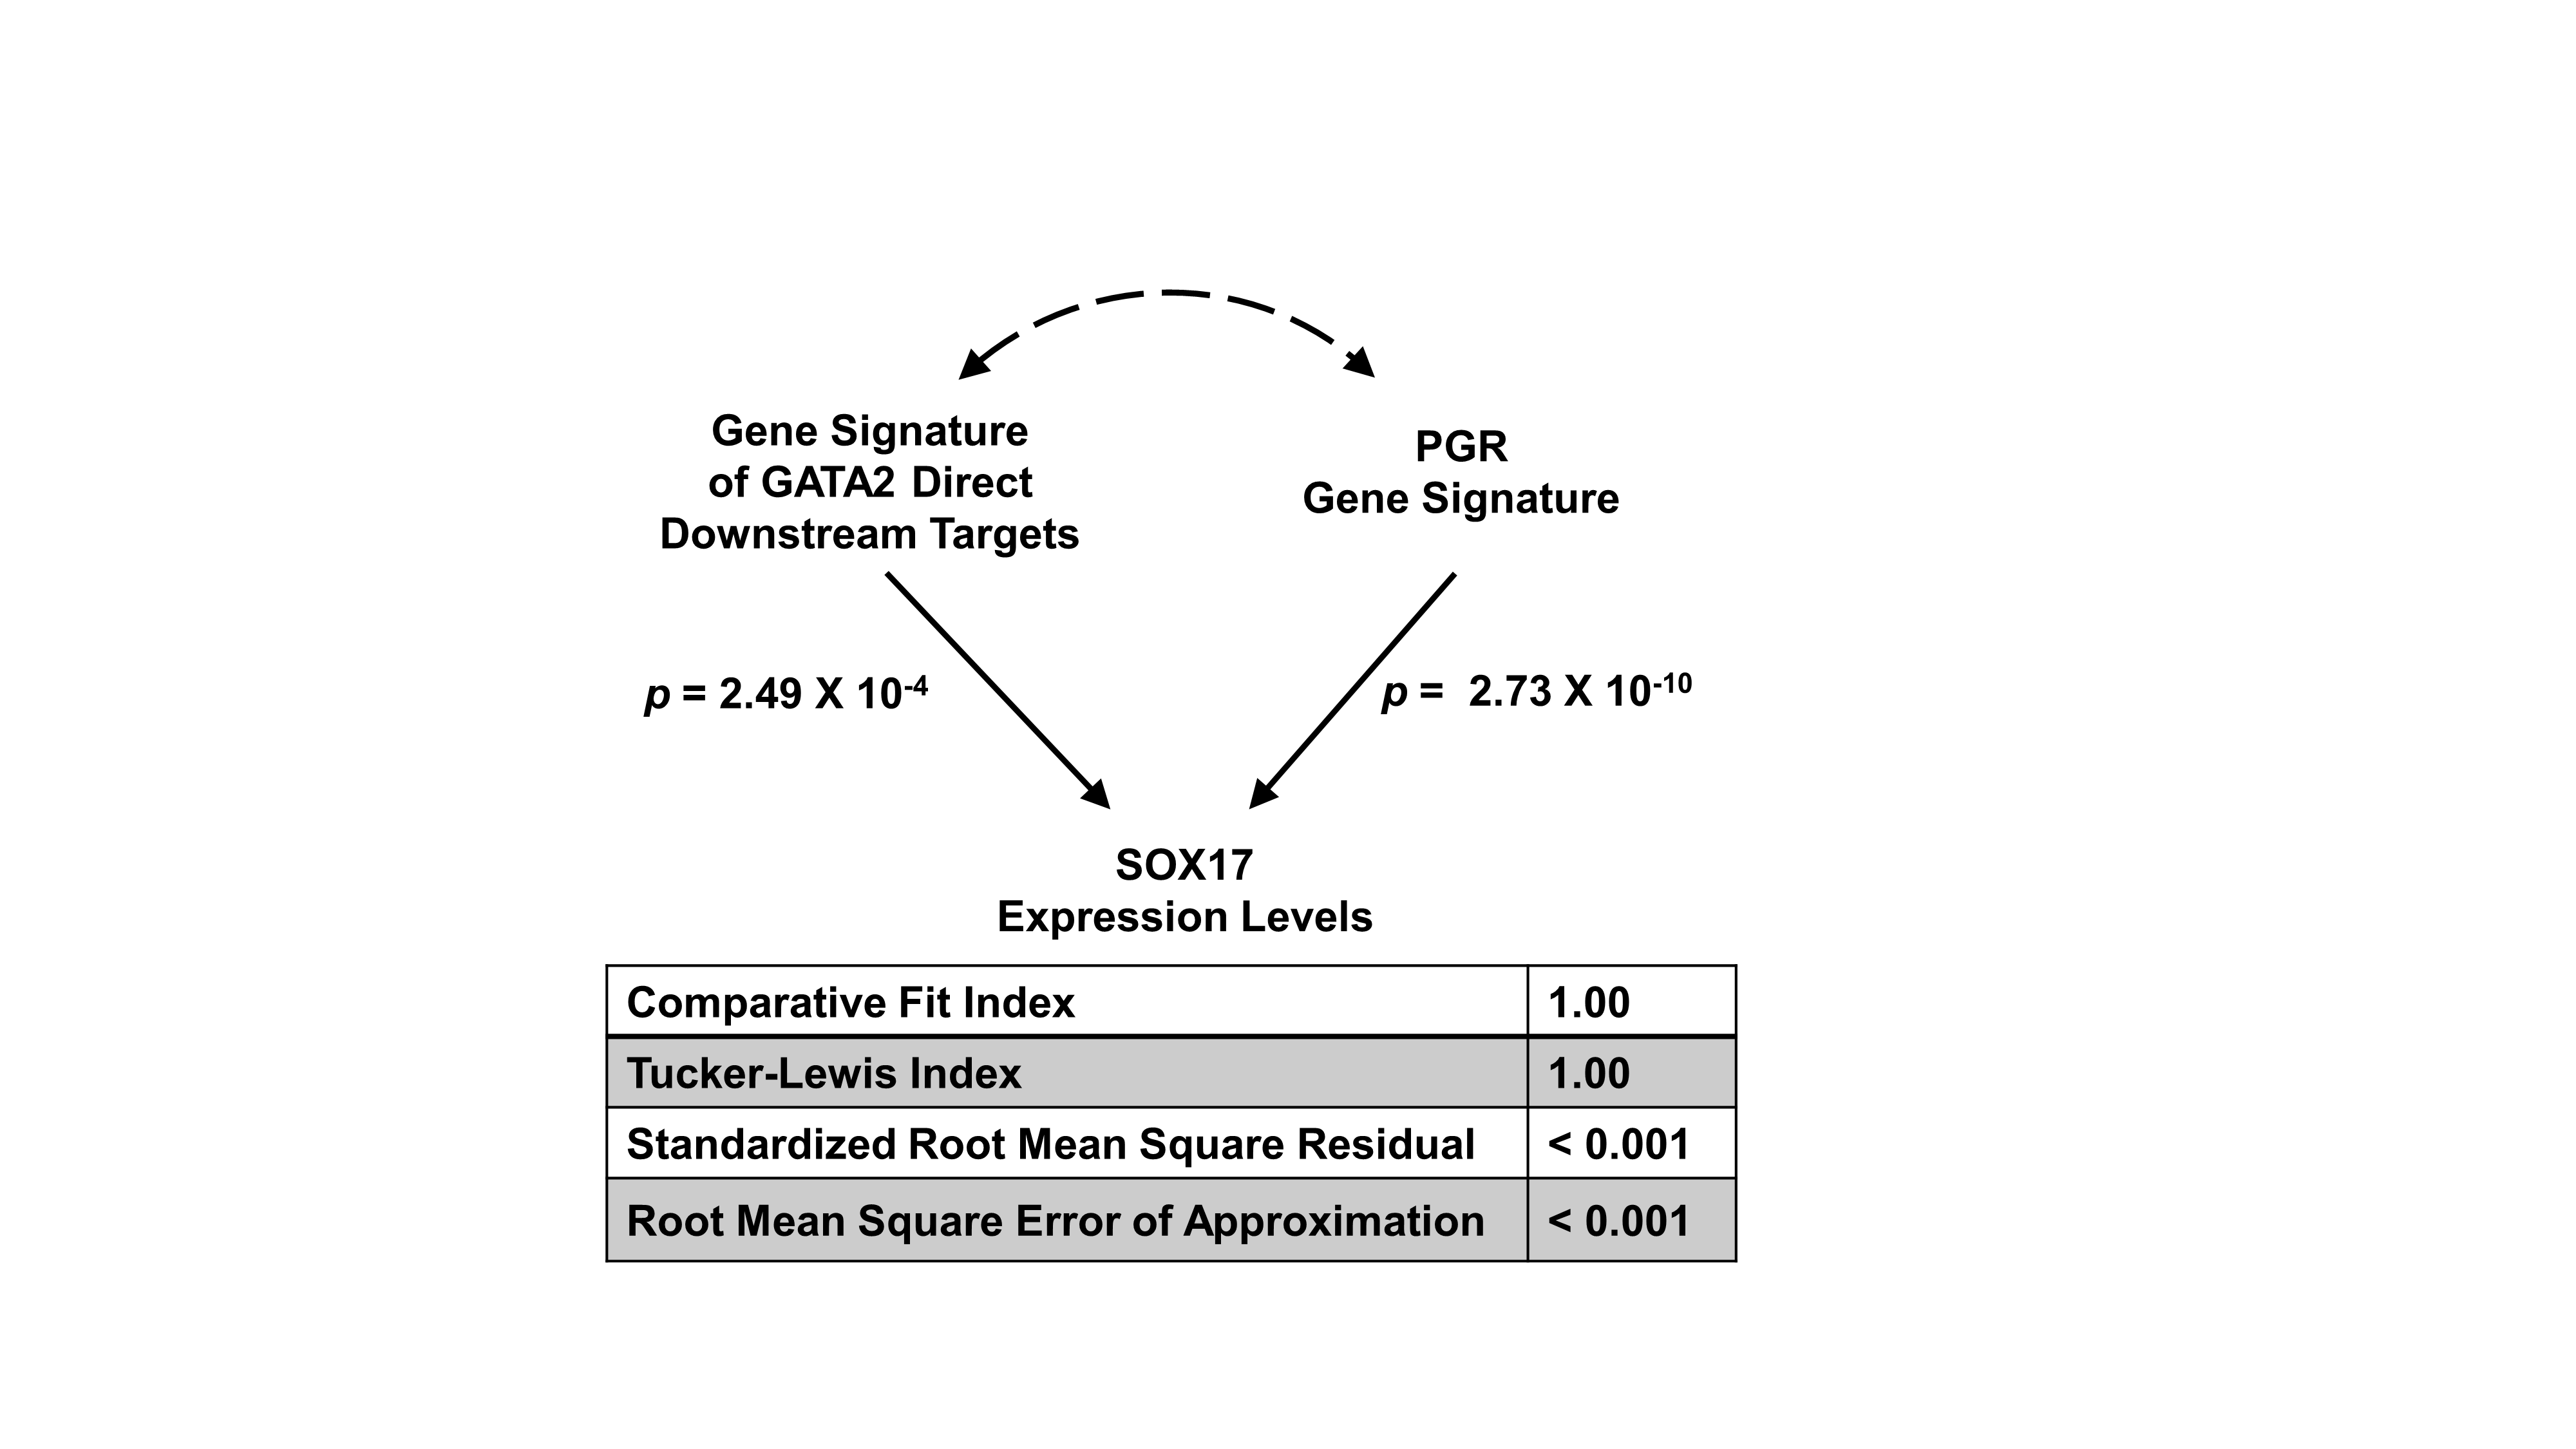 Gene Signature
of GATA2 Direct
Downstream Targets
PGR
Gene Signature
p = 2.49 X 10-4
p = 2.73 X 10-10
SOX17
Expression Levels
Comparative Fit Index 1.00
Tucker-Lewis Index 1.00
Standardized Root Mean Square Residual < 0.001
Root Mean Square Error of Approximation < 0.001